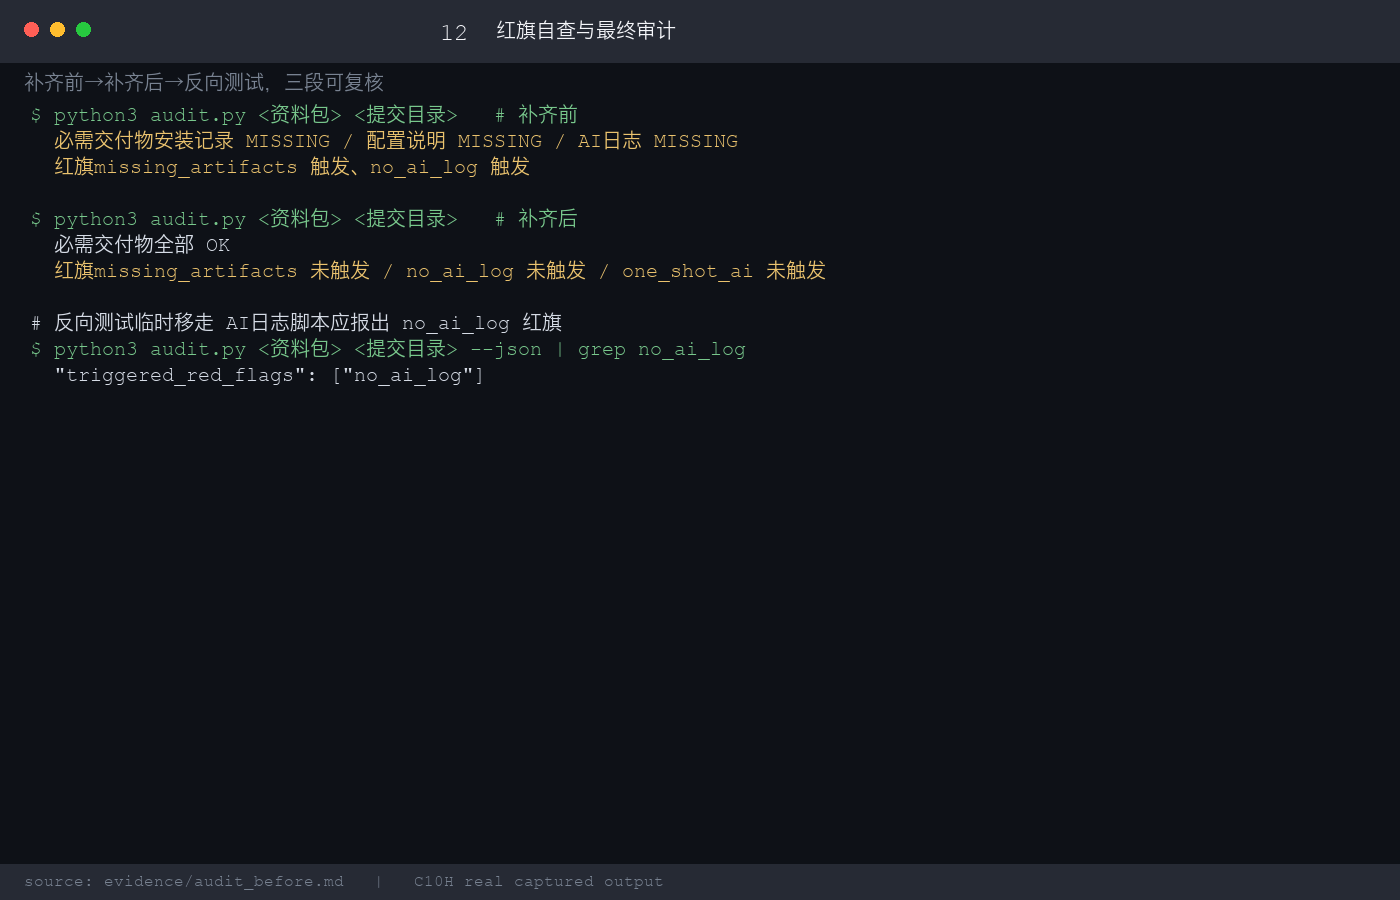 12 红旗自查与最终审计
补齐前→补齐后→反向测试, 三段可复核
$ python3 audit.py <资料包> <提交目录> # 补齐前
必需交付物安装记录 MISSING / 配置说明 MISSING / AI日志 MISSING
红旗missing_artifacts 触发、no_ai_log 触发
$ python3 audit.py <资料包> <提交目录> # 补齐后
必需交付物全部 OK
红旗missing_artifacts 未触发 / no_ai_log 未触发 / one_shot_ai 未触发
# 反向测试临时移走 AI日志脚本应报出 no_ai_log 红旗
$ python3 audit.py <资料包> <提交目录> --json | grep no_ai_log
"triggered_red_flags": ["no_ai_log"]
source: evidence/audit_before.md | C10H real captured output